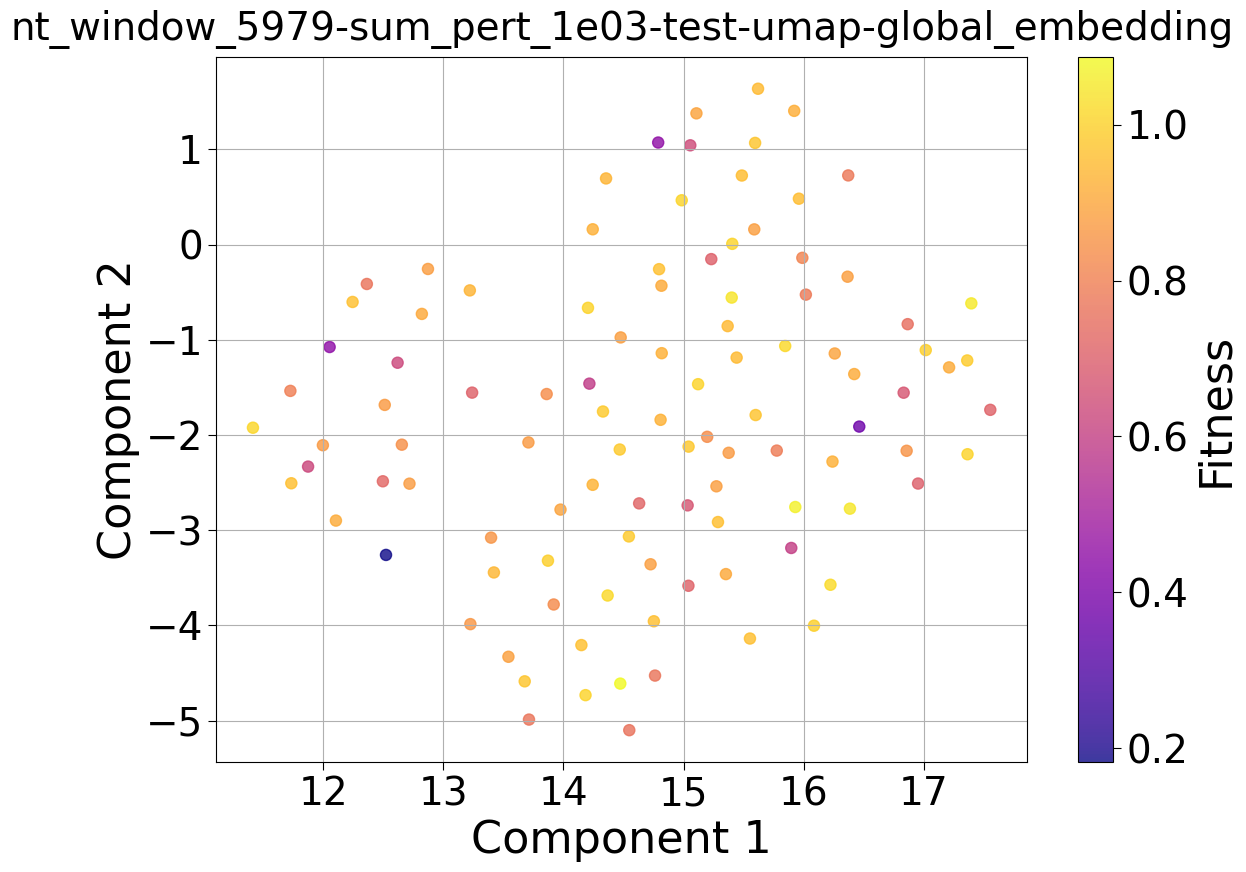 nt_window_5979-sum_pert_1e03-test-umap-global_embedding
1
0
−1
−2
−3
−4
−5
Component 2
12 13 14 15 16 17
Component 1
1.0
0.8
0.6
0.4
0.2
Fitness